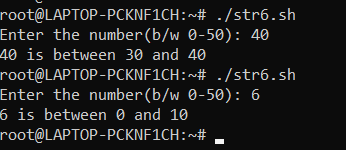 root@LAPTOP-PCKNF1CH:~# ./str6.sh
Enter the number(b/w 0-50): 40
40 is between 30 and 40
root@LAPTOP-PCKNF1CH:~# ./str6.sh
Enter the number(b/w 0-50): 6
6 is between 0 and 10
root@LAPTOP-PCKNF1CH:~#